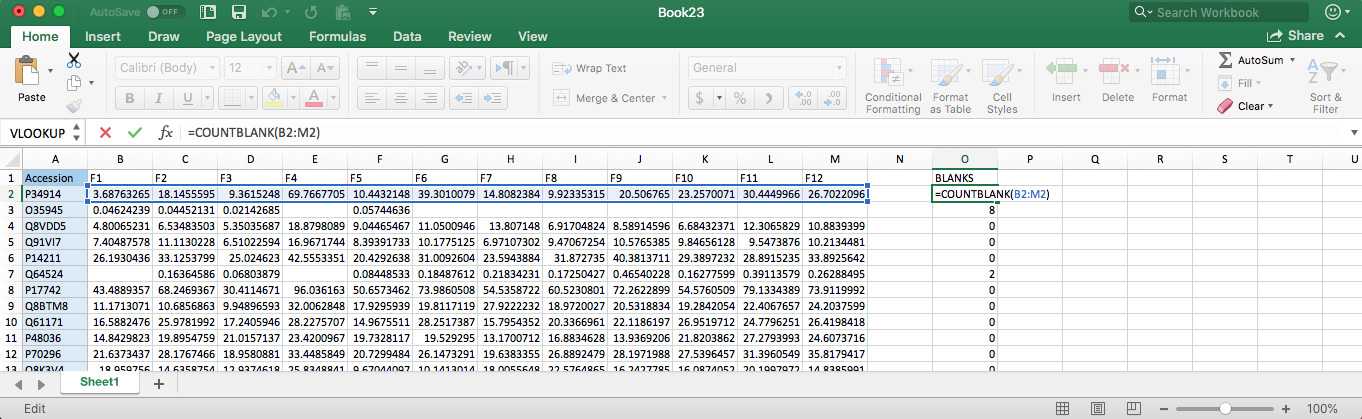 AutoSave OFF Book23 Search Workbook
Home Insert Draw Page Layout Formulas Data Review View Share
Paste Calibri (Body) 12 A A Wrap Text General Conditional Formatting Format as Table Cell Styles Insert Delete Format AutoSum Fill Clear Sort & Filter
B I U A Merge & Center $ % .0 .00 .00 .0
VLOOKUP fx =COUNTBLANK(B2:M2)
A B C D E F G H I J K L M N O P Q R S T U
1 Accession F1 F2 F3 F4 F5 F6 F7 F8 F9 F10 F11 F12 BLANKS
2 P34914 3.68763265 18.1455595 9.3615248 69.7667705 10.4432148 39.3010079 14.8082384 9.92335315 20.506765 23.2570071 30.4449966 26.7022096 =COUNTBLANK(B2:M2)
3 O35945 0.04624239 0.04452131 0.02142685 0.05744636 8
4 Q8VDD5 4.80065231 6.53483503 5.35035687 18.8798089 9.04465467 11.0500946 13.807148 6.91704824 8.58914596 6.68432371 12.3065829 10.8839399 0
5 Q91VI7 7.40487578 11.1130228 6.51022594 16.9671744 8.39391733 10.1775125 6.97107302 9.47067254 10.5765385 9.84656128 9.5473876 10.2134481 0
6 P14211 26.1930436 33.1253799 25.024623 42.5553351 20.4292638 31.0092604 23.5943884 31.872735 40.3813711 29.3897232 28.8915235 33.8925642 0
7 Q64524 0.16364586 0.06803879 0.08448533 0.18487612 0.21834231 0.17250427 0.46540228 0.16277599 0.39113579 0.26288495 2
8 P17742 43.4889357 68.2469367 30.4114671 96.036163 50.6573462 73.9860508 54.5358722 60.5230801 72.2622899 54.5760509 79.1334389 73.9119992 0
9 Q8BTM8 11.1713071 10.6856863 9.94896593 32.0062848 17.9295939 19.8117119 27.9222232 18.9720027 20.5318834 19.2842054 22.4067657 24.2037599 0
10 Q61171 16.5882476 25.9781992 17.2405946 28.2275707 14.9675511 28.2517387 15.7954352 20.3366961 22.1186197 26.9519712 24.7796251 26.4198418 0
11 P48036 14.8429823 19.8954759 21.0157137 23.4200967 19.7328117 19.529295 13.1700712 16.8834628 13.9369206 21.8203862 27.2793993 24.6073716 0
12 P70296 21.6373437 28.1767466 18.9580881 33.4485849 20.7299484 26.1473291 19.6383355 26.8892479 28.1971988 27.5396457 31.3960549 35.8179417 0
Sheet1
Edit 100%